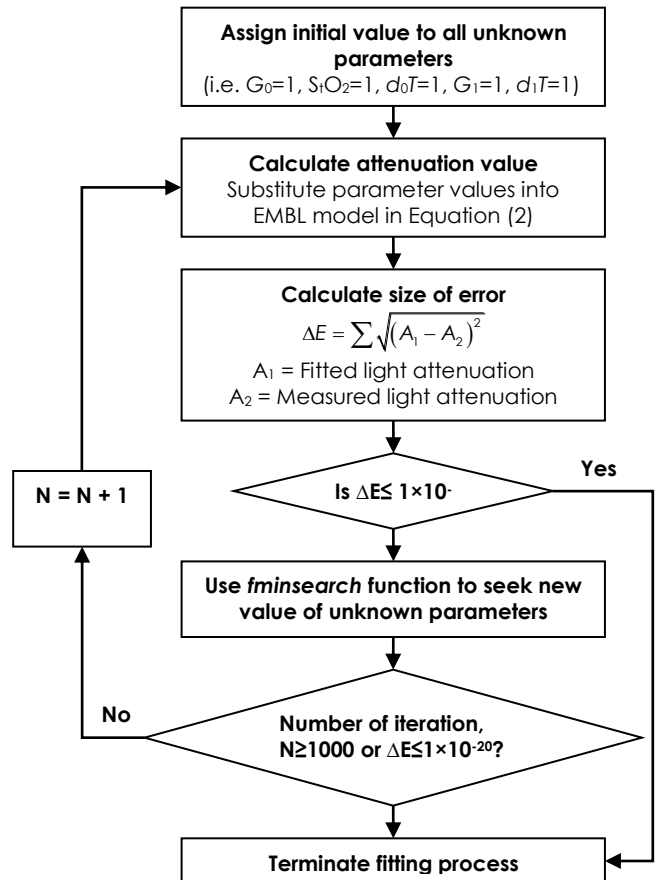 Assign initial value to all unknown
parameters
(i.e. G₀=1, SₜO₂=1, d₀T=1, G₁=1, d₁T=1)
Calculate attenuation value
Substitute parameter values into
EMBL model in Equation (2)
Calculate size of error
ΔE = ∑ √(A₁ − A₂)²
A₁ = Fitted light attenuation
A₂ = Measured light attenuation
Is ΔE≤ 1×10⁻
Yes
N = N + 1
Use fminsearch function to seek new
value of unknown parameters
No
Number of iteration,
N≥1000 or ΔE≤1×10⁻²⁰?
Terminate fitting process